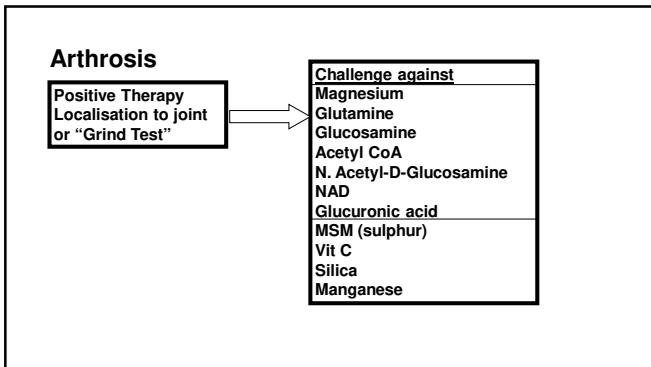 Arthrosis
Positive Therapy
Localisation to joint
or “Grind Test”
Challenge against
Magnesium
Glutamine
Glucosamine
Acetyl CoA
N. Acetyl-D-Glucosamine
NAD
Glucuronic acid
MSM (sulphur)
Vit C
Silica
Manganese